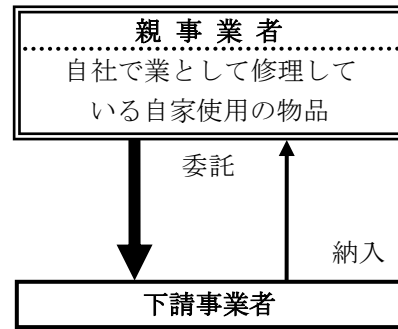 親事業者
自社で業として修理して
いる自家使用の物品
委託
納入
下請事業者